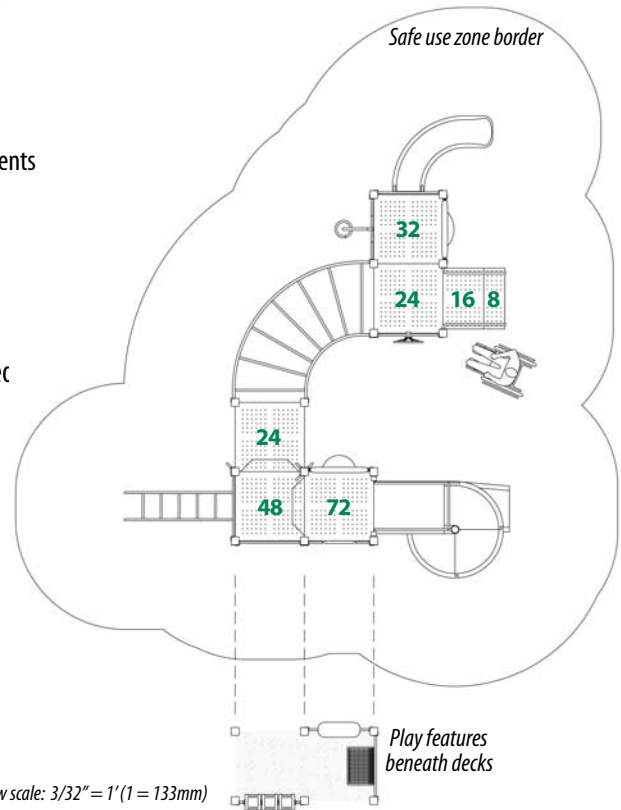 Safe use zone border
ents
32
24 16 8
ec
24
48 72
Play features
beneath decks
w scale: 3/32" = 1' (1 = 133mm)